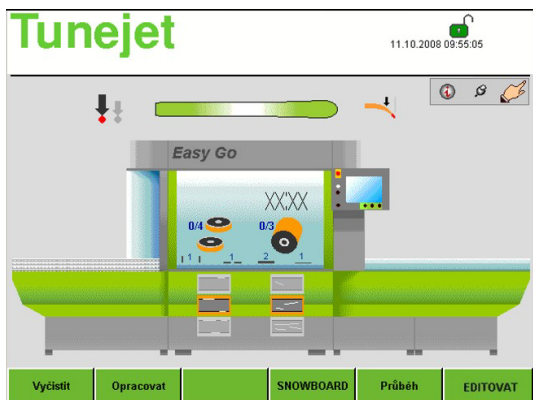 Tunejet
11.10.2008 09:55:05
Easy Go
XX'XX
0/4
0/3
1 1 2 1
Vyčistit
Opracovat
SNOWBOARD
Průběh
EDITOVAT